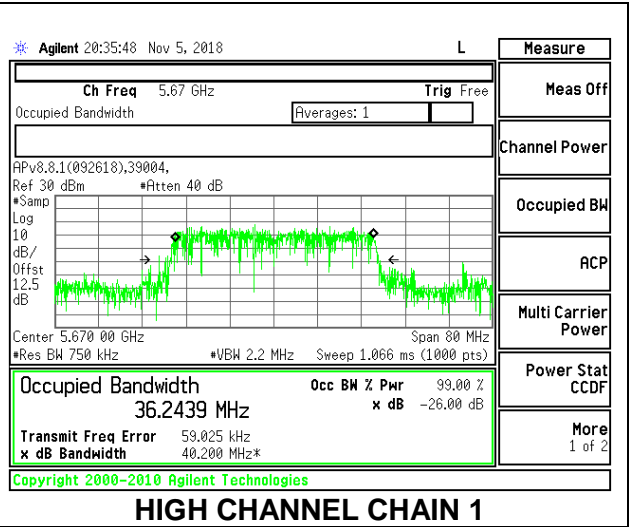 Agilent 20:35:48 Nov 5, 2018 L Measure
Ch Freq 5.67 GHz Trig Free
Meas Off
Occupied Bandwidth Averages: 1
Channel Power
APv8.8.1(092618),39004,
Ref 30 dBm #Atten 40 dB
#Samp
Log
10
dB/
Offst
12.5
dB
Occupied BW
ACP
Multi Carrier
Power
Center 5.670 00 GHz Span 80 MHz
#Res BW 750 kHz #VBW 2.2 MHz Sweep 1.066 ms (1000 pts)
Power Stat
CCDF
Occupied Bandwidth Occ BW % Pwr 99.00 %
36.2439 MHz x dB -26.00 dB
Transmit Freq Error 59.025 kHz
x dB Bandwidth 40.200 MHz*
More
1 of 2
Copyright 2000-2010 Agilent Technologies
HIGH CHANNEL CHAIN 1